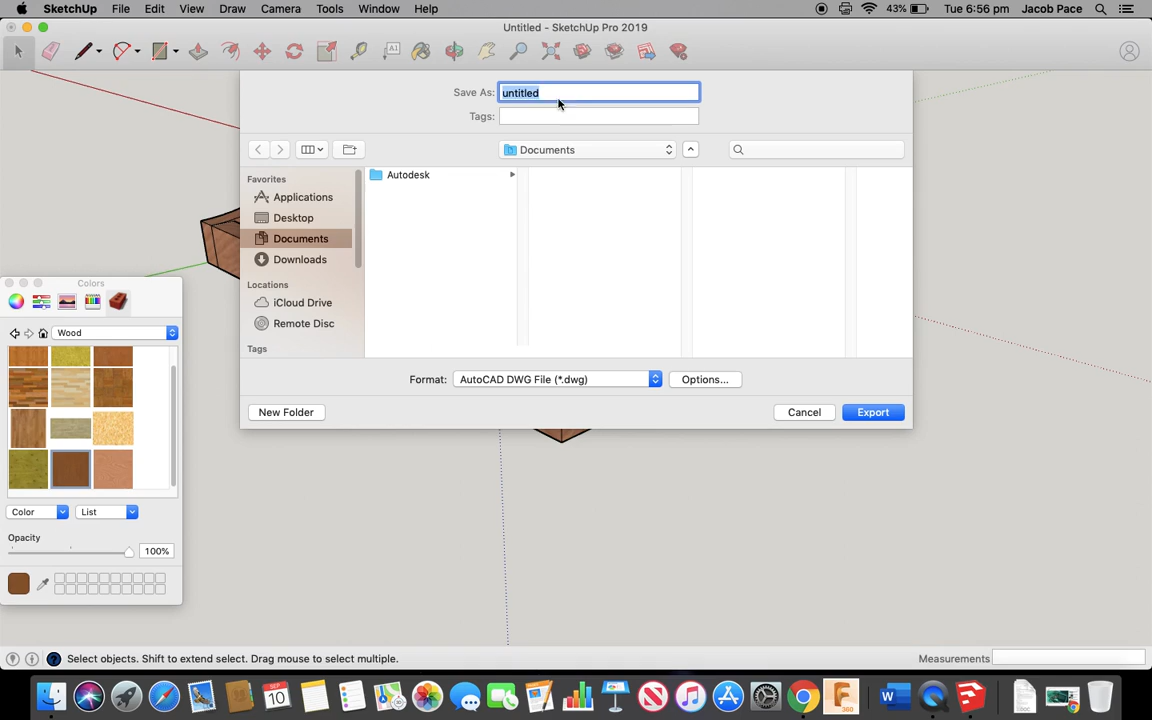 SketchUp File Edit View Draw Camera Tools Window Help 43% Tue 6:56 pm Jacob Pace
Untitled - SketchUp Pro 2019
Save As: untitled
Tags:
Documents
Favorites
Applications
Desktop
Documents
Downloads
Locations
iCloud Drive
Remote Disc
Tags
Autodesk
Format: AutoCAD DWG File (*.dwg) Options...
New Folder Cancel Export
Colors
Wood
Color List
Opacity
100%
Select objects. Shift to extend select. Drag mouse to select multiple. Measurements
SEP
10
360